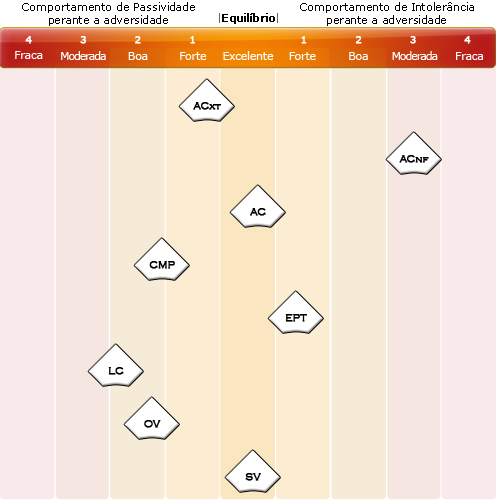 Comportamento de Passividade
perante a adversidade
|Equilíbrio|
Comportamento de Intolerância
perante a adversidade
4 3 2 1 1 2 3 4
Fraca Moderada Boa Forte Excelente Forte Boa Moderada Fraca
ACXT
ACNF
AC
CMP
EPT
LC
OV
SV